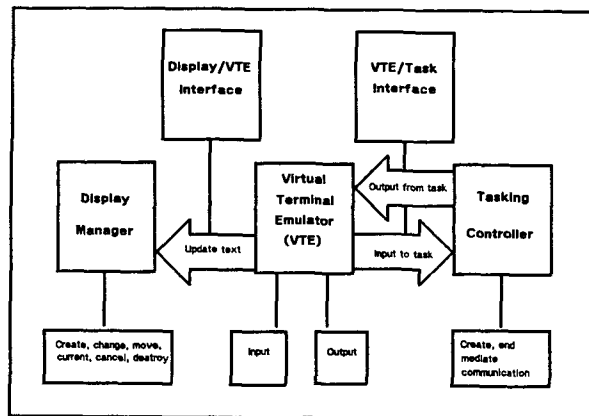 Display/VTE
Interface
VTE/Task
Interface
Display
Manager
Update text
Virtual
Terminal
Emulator
(VTE)
Output from task
Input to task
Tasking
Controller
Create, change, move,
current, cancel, destroy
Input
Output
Create, end
mediate
communication